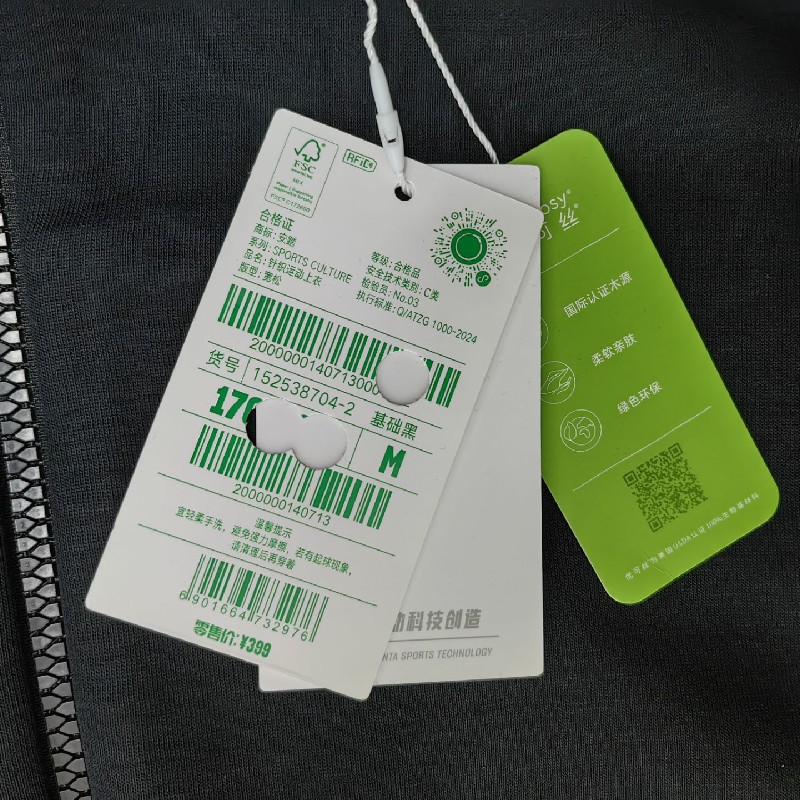 FSC
RFID
合格证
商标: 安踏
系列: SPORTS CULTURE
品名: 针织运动上衣
版型: 宽松
等级: 合格品
安全技术类别: C类
检验员: No.03
执行标准: Q/ATZG 1000-2024
2000000140713000
货号 152538704-2 基础黑
M
2000000140713
温馨提示
宜轻柔手洗，避免强力摩擦，若有起球现象，
请清理后再穿着
6901664732976
零售价: ¥399
科技创造
NTA SPORTS TECHNOLOGY
国际认证木源
柔软亲肤
绿色环保